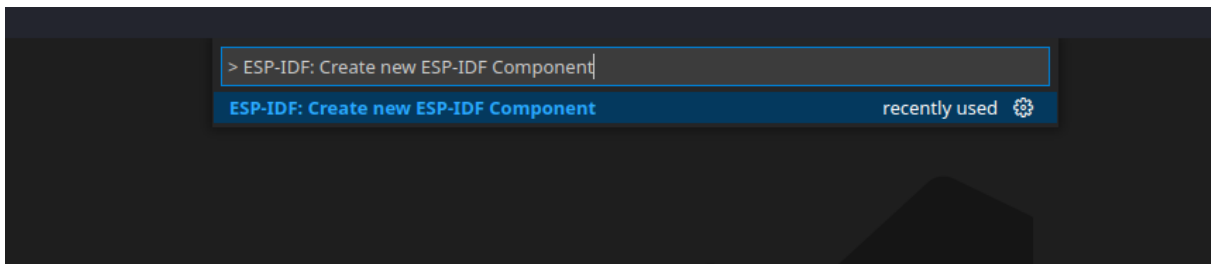 > ESP-IDF: Create new ESP-IDF Component
ESP-IDF: Create new ESP-IDF Component recently used